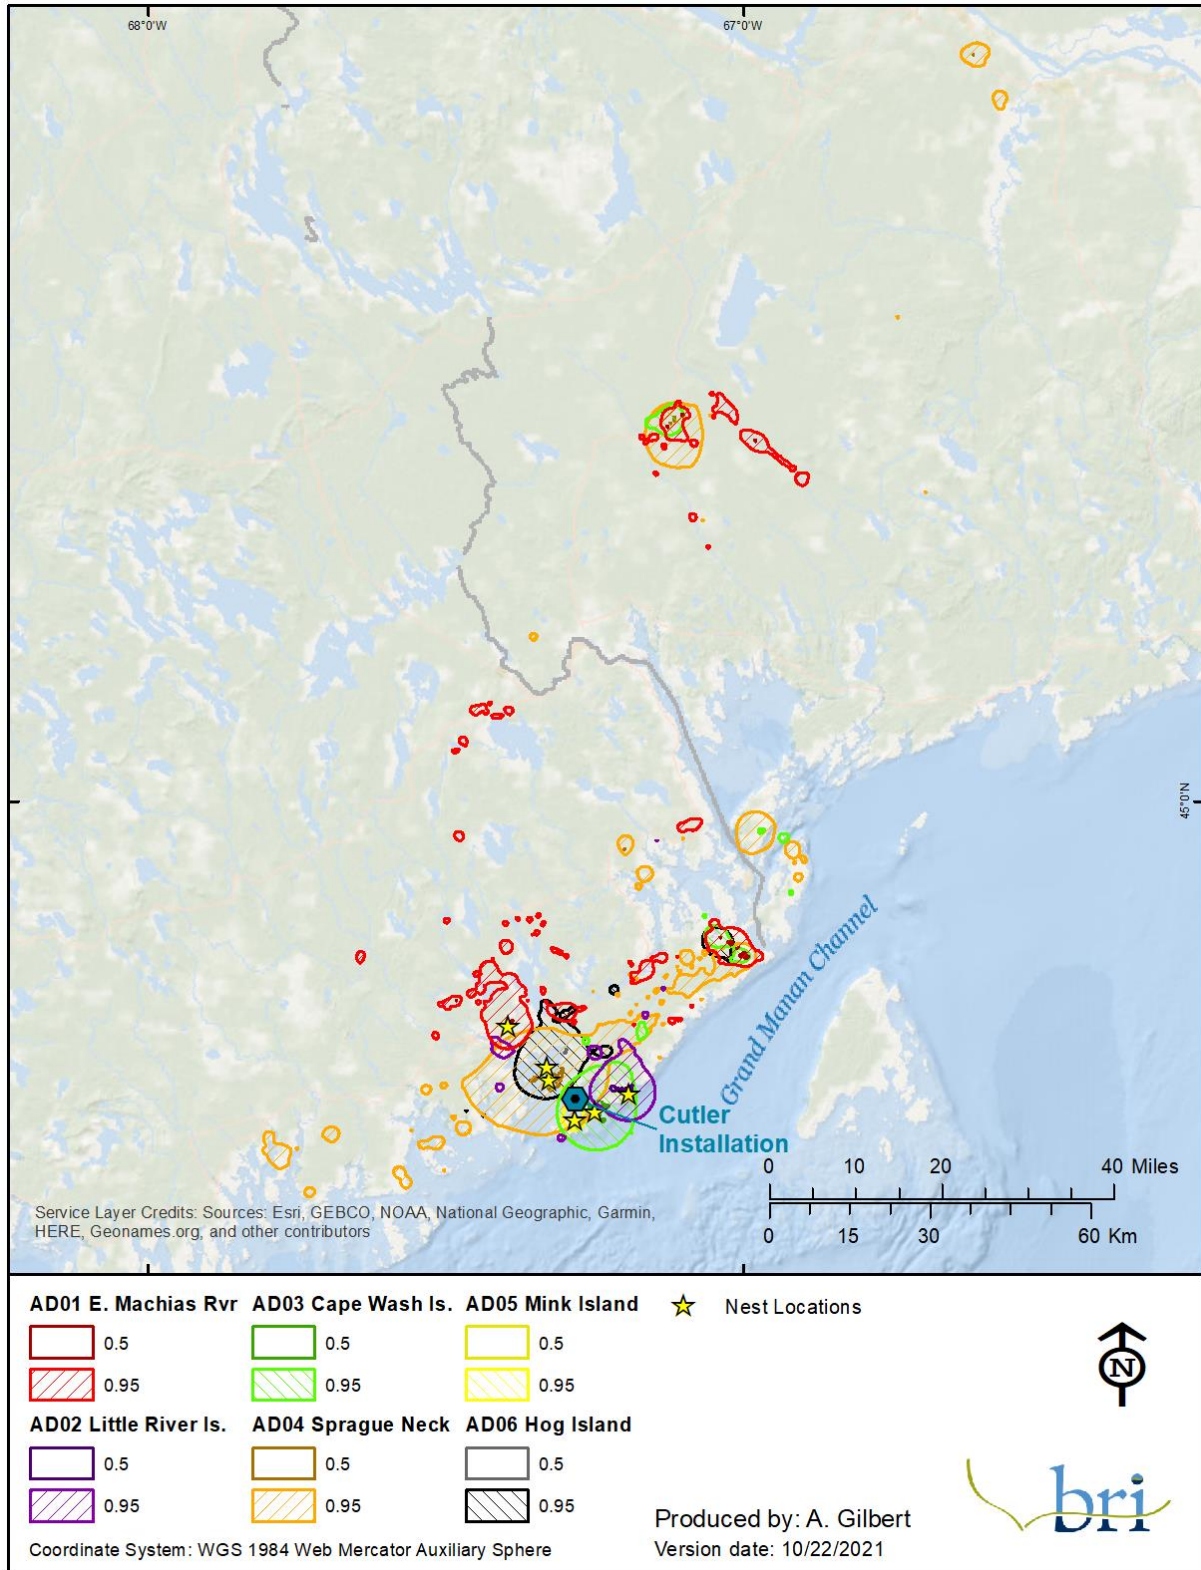 68°0'W
67°0'W
45°0'N
Grand Manan Channel
Cutler
Installation
0 10 20 40 Miles
0 15 30 60 Km
Service Layer Credits: Sources: Esri, GEBCO, NOAA, National Geographic, Garmin,
HERE, Geonames.org, and other contributors
AD01 E. Machias Rvr AD03 Cape Wash Is. AD05 Mink Island Nest Locations
0.5 0.5 0.5
0.95 0.95 0.95
N
AD02 Little River Is. AD04 Sprague Neck AD06 Hog Island
0.5 0.5 0.5
0.95 0.95 0.95
bri
Produced by: A. Gilbert
Coordinate System: WGS 1984 Web Mercator Auxiliary Sphere
Version date: 10/22/2021